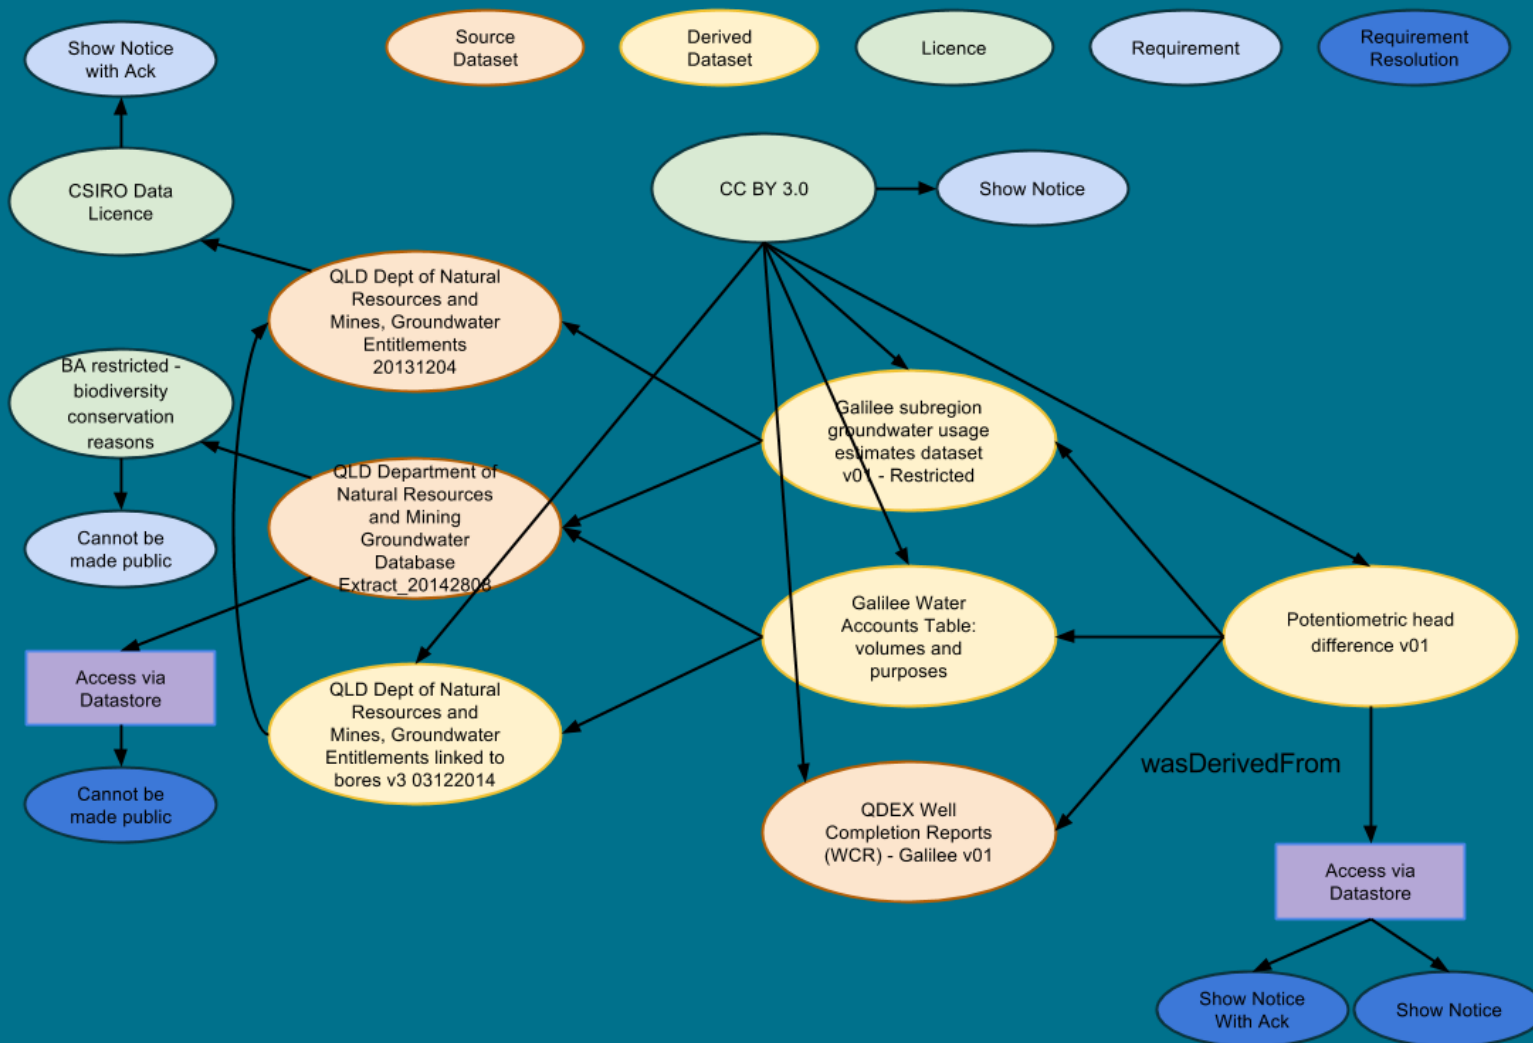 Show Notice
with Ack
Source
Dataset
Derived
Dataset
Licence
Requirement
Requirement
Resolution
CSIRO Data
Licence
CC BY 3.0
Show Notice
QLD Dept of Natural
Resources and
Mines, Groundwater
Entitlements
20131204
BA restricted -
biodiversity
conservation
reasons
Galilee subregion
groundwater usage
estimates dataset
v01 - Restricted
QLD Department of
Natural Resources
and Mining
Groundwater
Database
Extract_20142808
Cannot be
made public
Galilee Water
Accounts Table:
volumes and
purposes
Potentiometric head
difference v01
Access via
Datastore
QLD Dept of Natural
Resources and
Mines, Groundwater
Entitlements linked to
bores v3 03122014
wasDerivedFrom
Cannot be
made public
QDEX Well
Completion Reports
(WCR) - Galilee v01
Access via
Datastore
Show Notice
With Ack
Show Notice